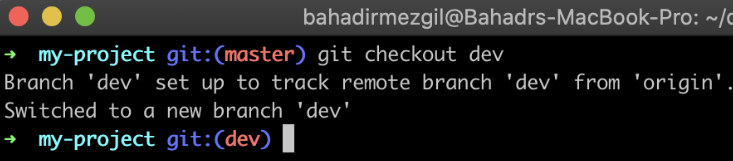 bahadirmezgil@Bahadrs-MacBook-Pro: ~/
➜ my-project git:(master) git checkout dev
Branch 'dev' set up to track remote branch 'dev' from 'origin'.
Switched to a new branch 'dev'
➜ my-project git:(dev)